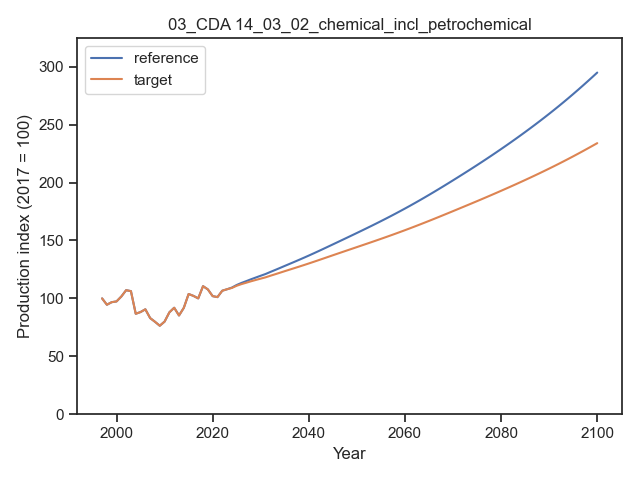 03_CDA 14_03_02_chemical_incl_petrochemical
reference
target
Production index (2017 = 100)
300
250
200
150
100
50
0
2000 2020 2040 2060 2080 2100
Year